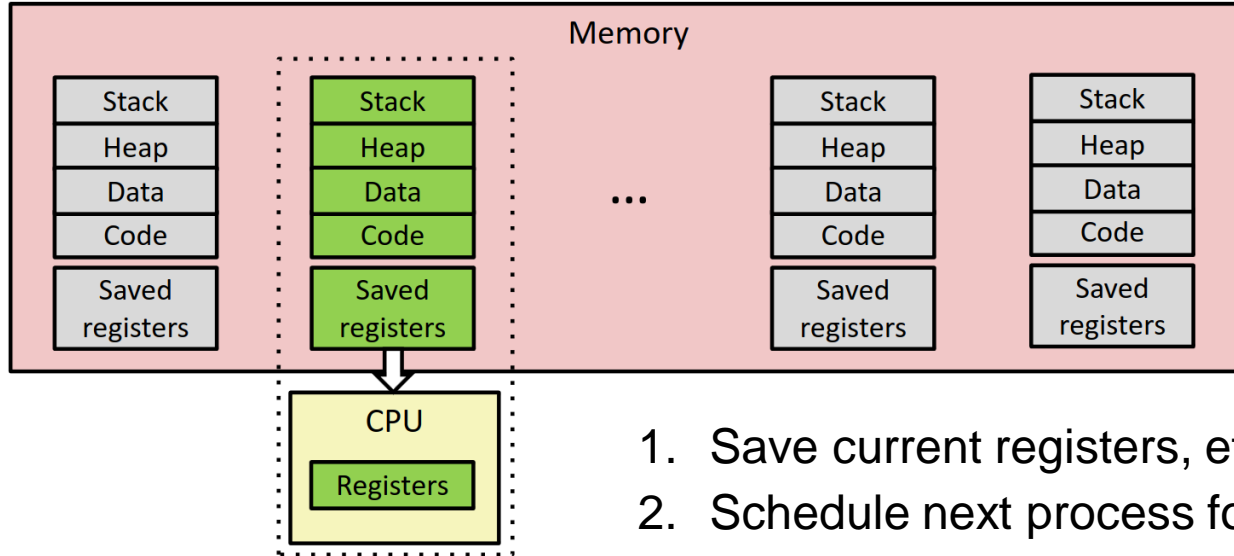 Memory
Stack
Heap
Data
Code
Saved
registers
Stack
Heap
Data
Code
Saved
registers
...
Stack
Heap
Data
Code
Saved
registers
Stack
Heap
Data
Code
Saved
registers
CPU
Registers
1. Save current registers,
2. Schedule next process